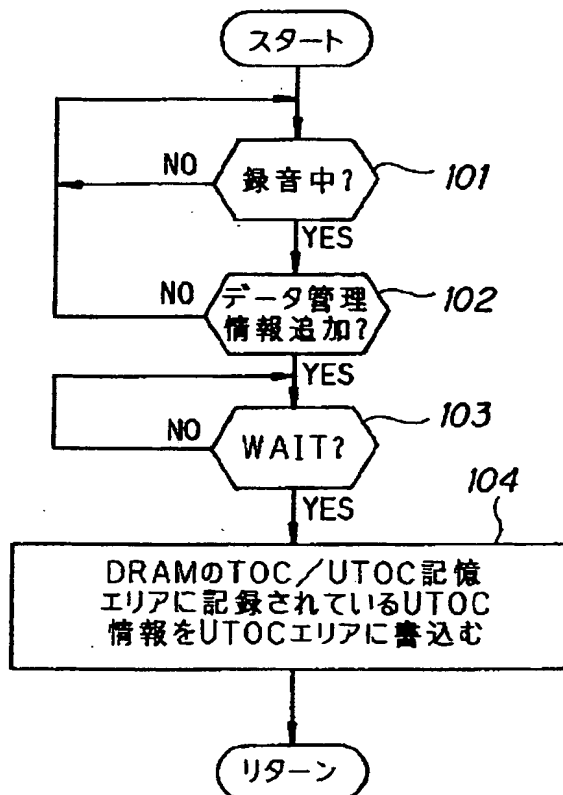 スタート
NO
録音中?
101
YES
NO
データ管理
情報追加?
102
YES
NO
WAIT?
103
YES
104
DRAMのTOC／UTOC記憶
エリアに記録されているUTOC
情報をUTOCエリアに書込む
リターン